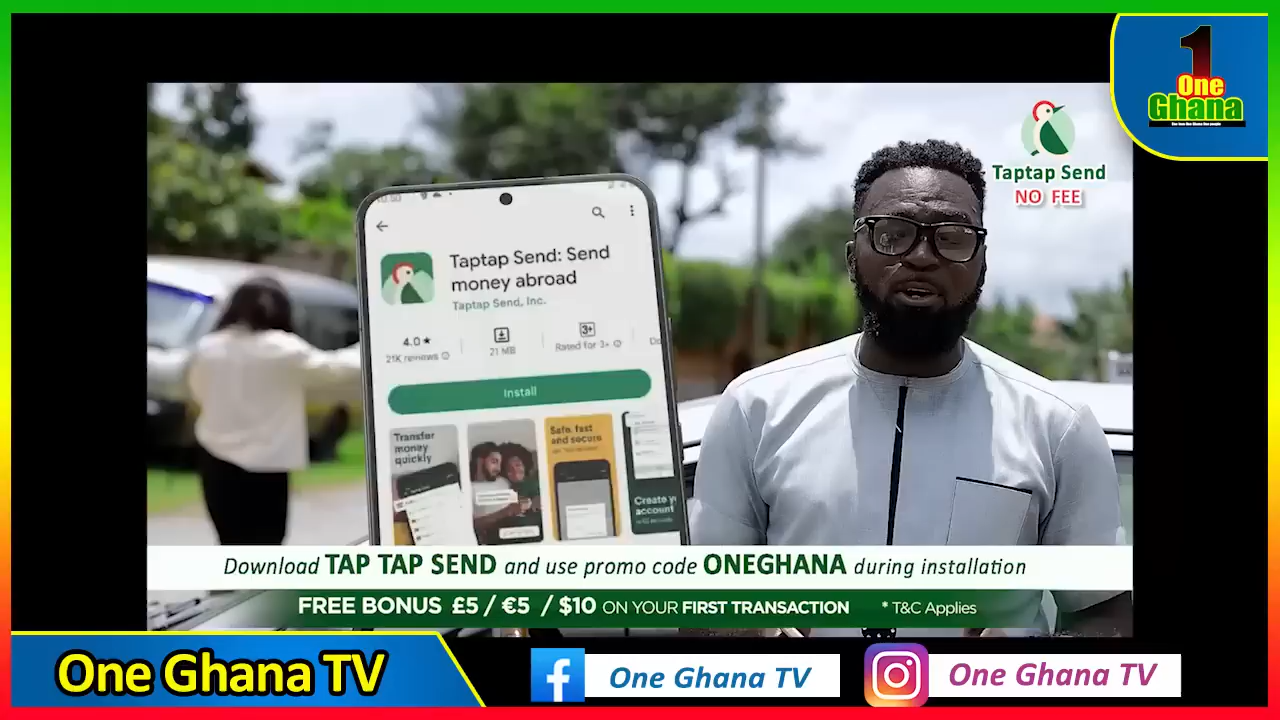 1
One
Ghana
Taptap Send
NO FEE
Taptap Send: Send
money abroad
Taptap Send, Inc.
4.0★
21K reviews
21 MB
3+
Rated for 3+
Install
Transfer
money
quickly
Safe, fast
and secure
Create
account
Download TAP TAP SEND and use promo code ONEGHANA during installation
FREE BONUS £5 / €5 / $10 ON YOUR FIRST TRANSACTION * T&C Applies
One Ghana TV
f One Ghana TV
One Ghana TV